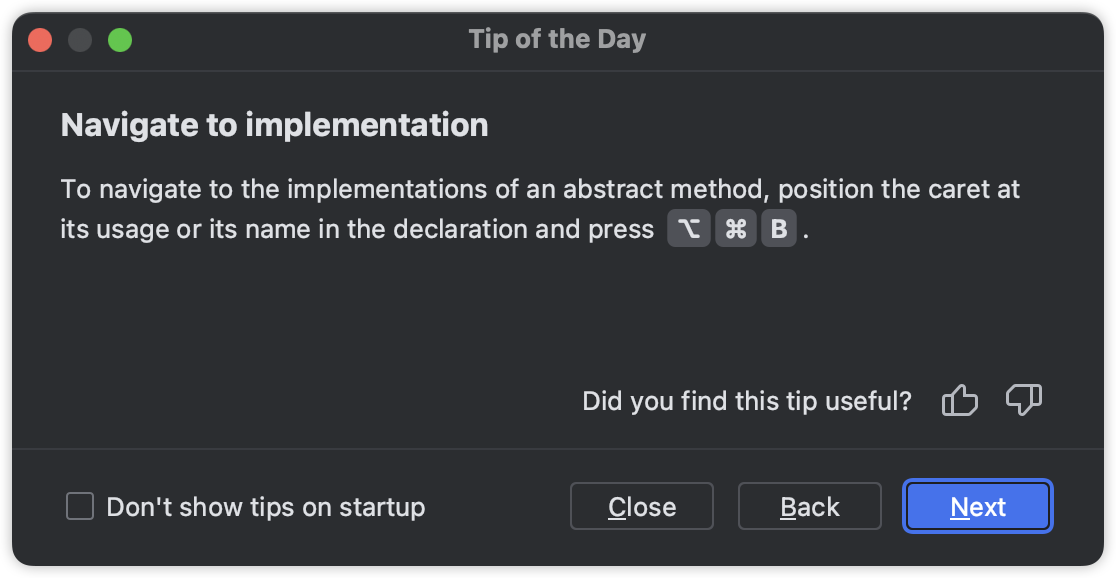 Tip of the Day
Navigate to implementation
To navigate to the implementations of an abstract method, position the caret at
its usage or its name in the declaration and press ⌥ ⌘ B .
Did you find this tip useful?
Don't show tips on startup
Close
Back
Next